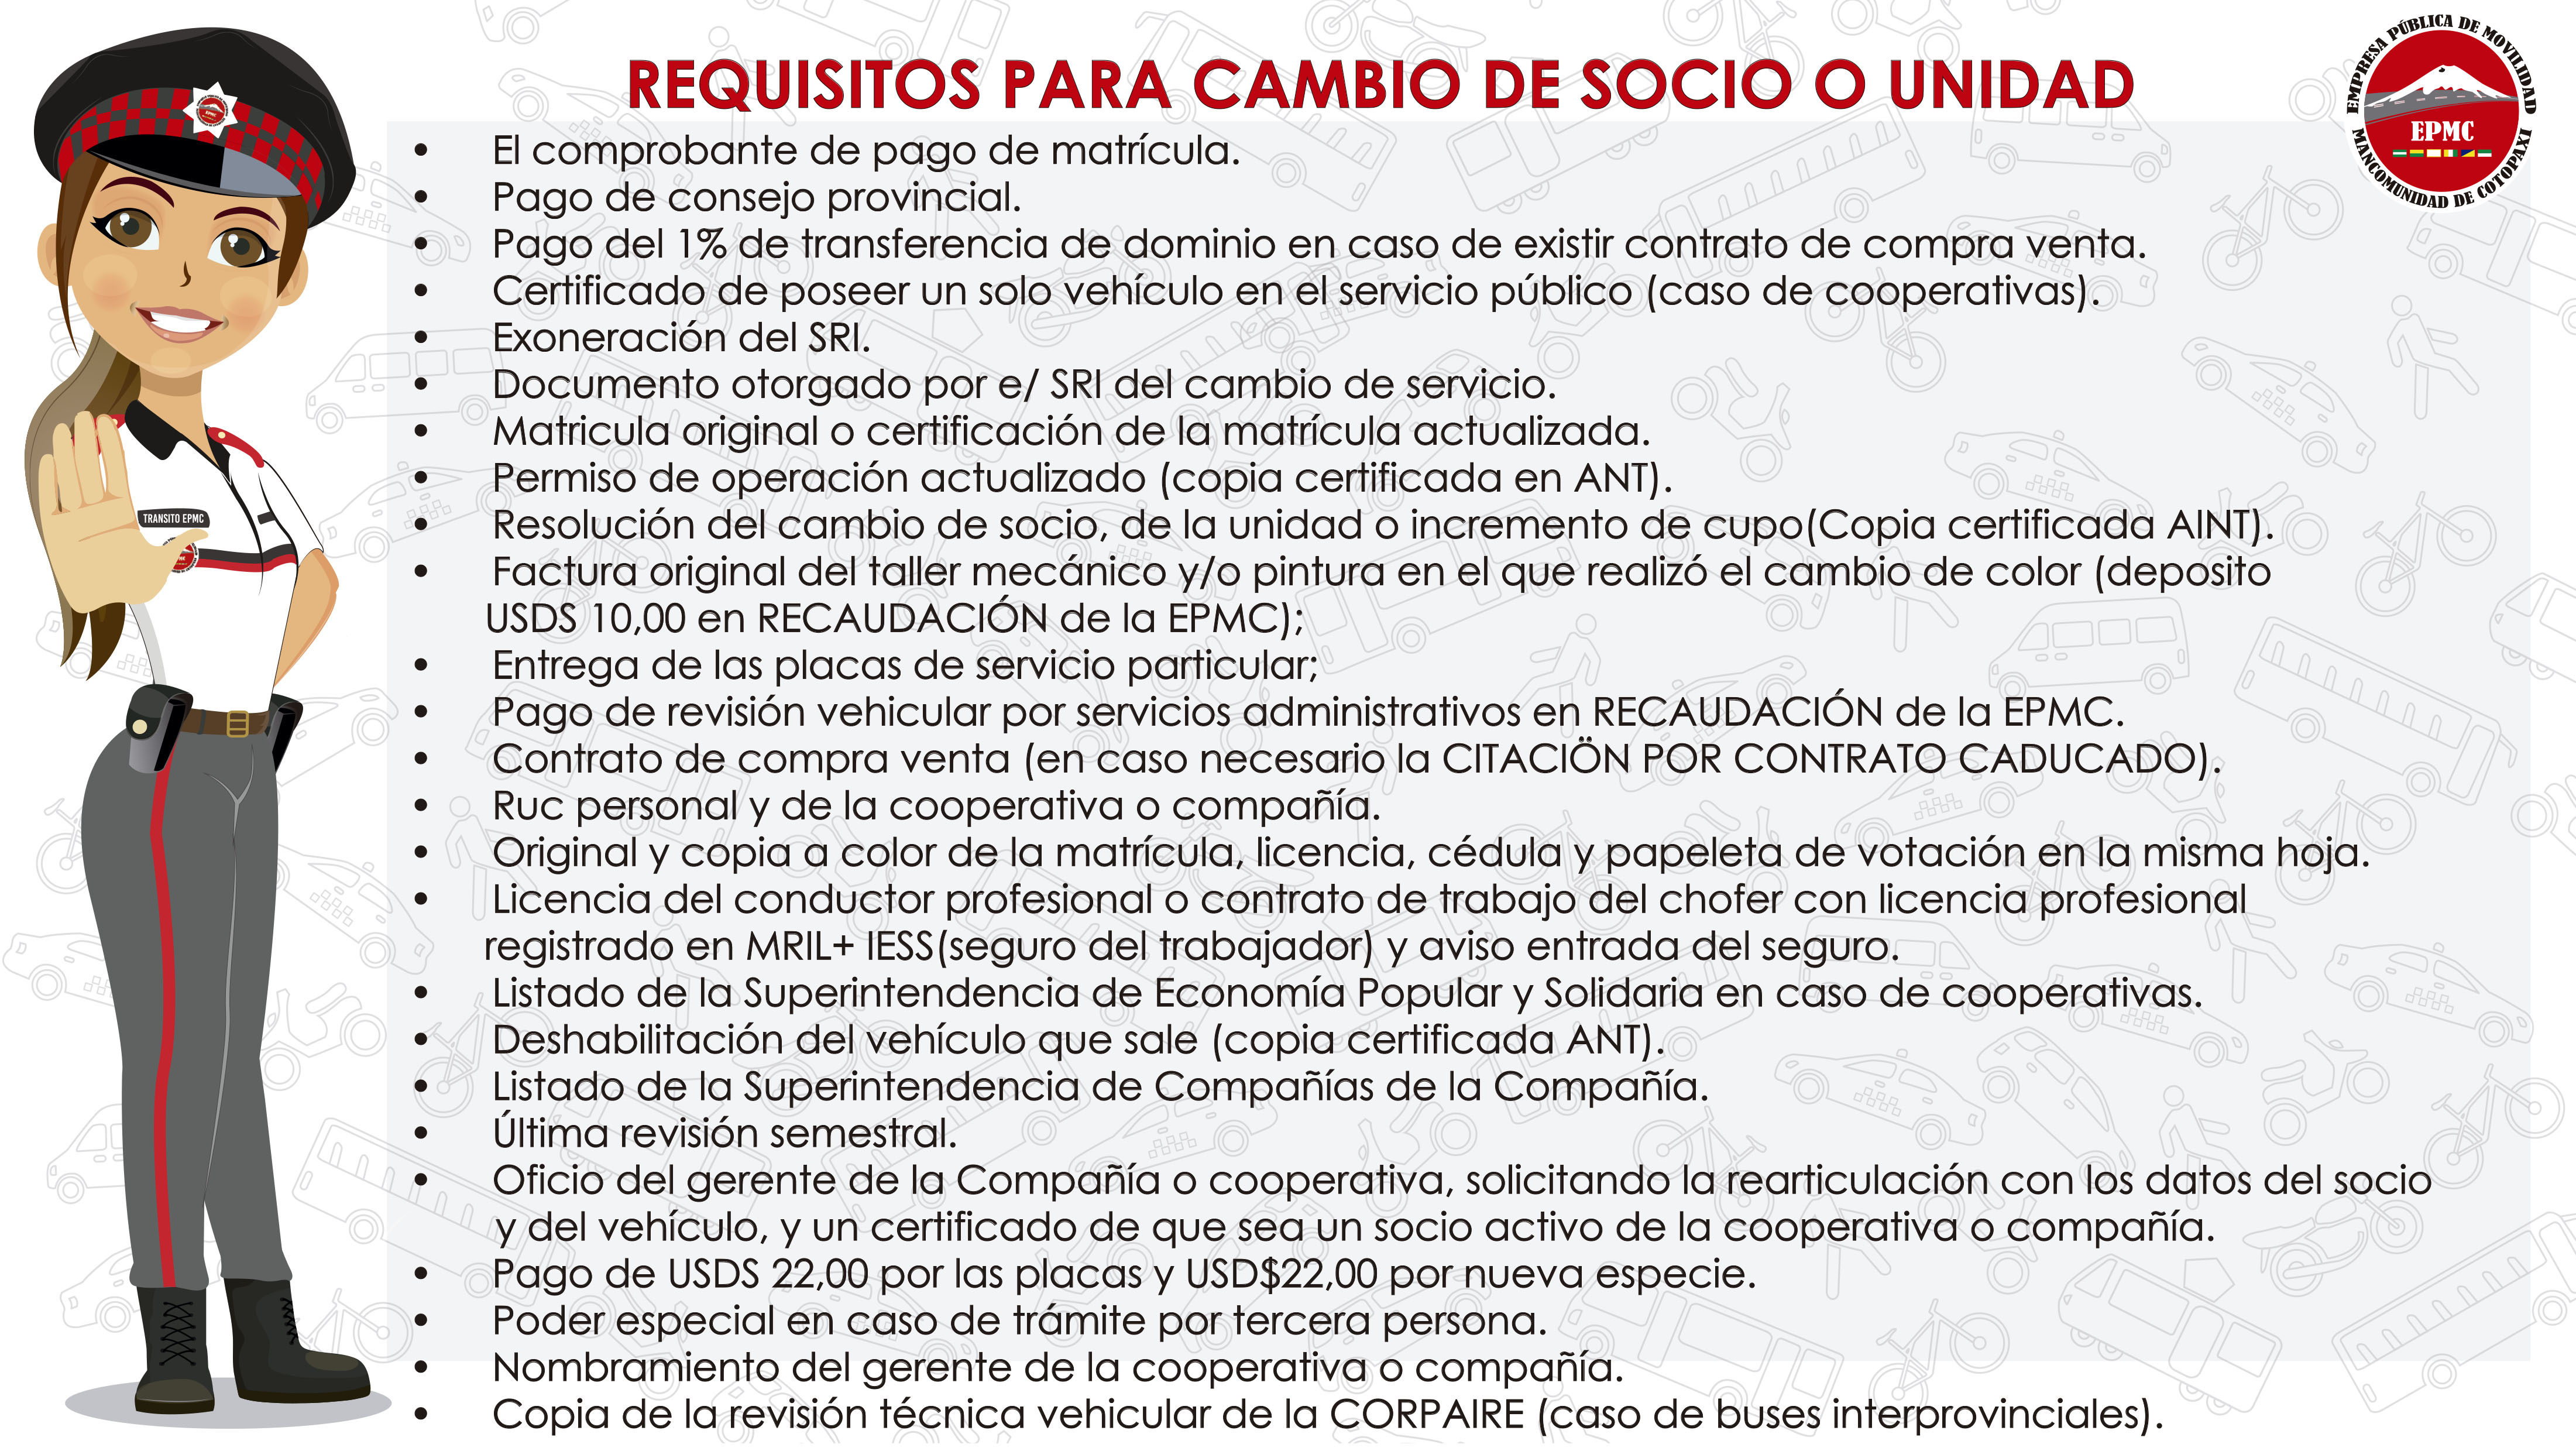 REQUISITOS PARA CAMBIO DE SOCIO O UNIDAD
EMPRESA PÚBLICA DE MOVILIDAD
EPMC
MANCOMUNIDAD DE COTOPAXI
EPMC
TRANSITO EPMC
• El comprobante de pago de matrícula.
• Pago de consejo provincial.
• Pago del 1% de transferencia de dominio en caso de existir contrato de compra venta.
• Certificado de poseer un solo vehículo en el servicio público (caso de cooperativas).
• Exoneración del SRI.
• Documento otorgado por e/ SRI del cambio de servicio.
• Matricula original o certificación de la matrícula actualizada.
• Permiso de operación actualizado (copia certificada en ANT).
• Resolución del cambio de socio, de la unidad o incremento de cupo(Copia certificada AINT).
• Factura original del taller mecánico y/o pintura en el que realizó el cambio de color (deposito
USDS 10,00 en RECAUDACIÓN de la EPMC);
• Entrega de las placas de servicio particular;
• Pago de revisión vehicular por servicios administrativos en RECAUDACIÓN de la EPMC.
• Contrato de compra venta (en caso necesario la CITACIÖN POR CONTRATO CADUCADO).
• Ruc personal y de la cooperativa o compañía.
• Original y copia a color de la matrícula, licencia, cédula y papeleta de votación en la misma hoja.
• Licencia del conductor profesional o contrato de trabajo del chofer con licencia profesional
registrado en MRIL+ IESS(seguro del trabajador) y aviso entrada del seguro.
• Listado de la Superintendencia de Economía Popular y Solidaria en caso de cooperativas.
• Deshabilitación del vehículo que sale (copia certificada ANT).
• Listado de la Superintendencia de Compañías de la Compañía.
• Última revisión semestral.
• Oficio del gerente de la Compañía o cooperativa, solicitando la rearticulación con los datos del socio
y del vehículo, y un certificado de que sea un socio activo de la cooperativa o compañía.
• Pago de USDS 22,00 por las placas y USD$22,00 por nueva especie.
• Poder especial en caso de trámite por tercera persona.
• Nombramiento del gerente de la cooperativa o compañía.
• Copia de la revisión técnica vehicular de la CORPAIRE (caso de buses interprovinciales).